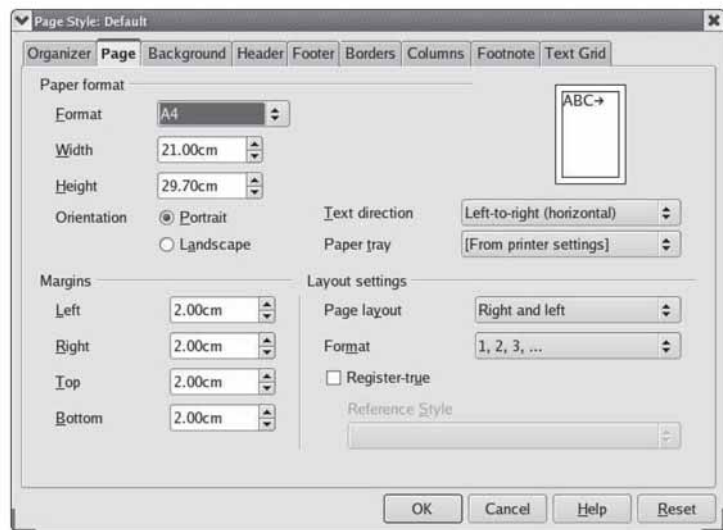 Page Style: Default
Organizer Page Background Header Footer Borders Columns Footnote Text Grid
Paper format
Format A4
ABC
Width 21.00cm
Height 29.70cm
Orientation Portrait
Text direction Left-to-right (horizontal)
Landscape
Paper tray [From printer settings]
Margins
Layout settings
Left 2.00cm
Page layout Right and left
Right 2.00cm
Format 1, 2, 3, ...
Top 2.00cm
Register-true
Bottom 2.00cm
Reference Style
OK Cancel Help Reset